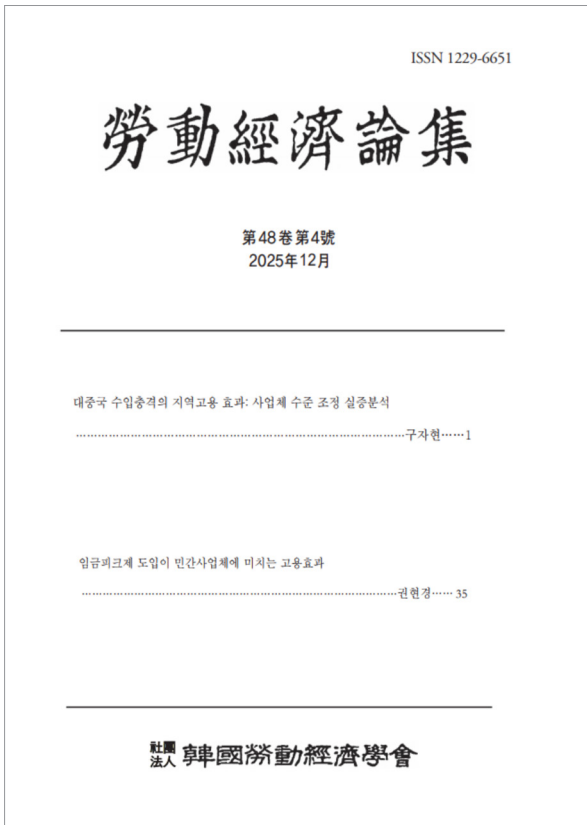 ISSN 1229-6651
勞動經濟論集
第48卷第4號
2025年12月
대중국 수입충격의 지역고용 효과: 사업체 수준 조정 실증분석
구자현……1
임금피크제 도입이 민간사업체에 미치는 고용효과
권현경…… 35
社團法人 韓國勞動經濟學會